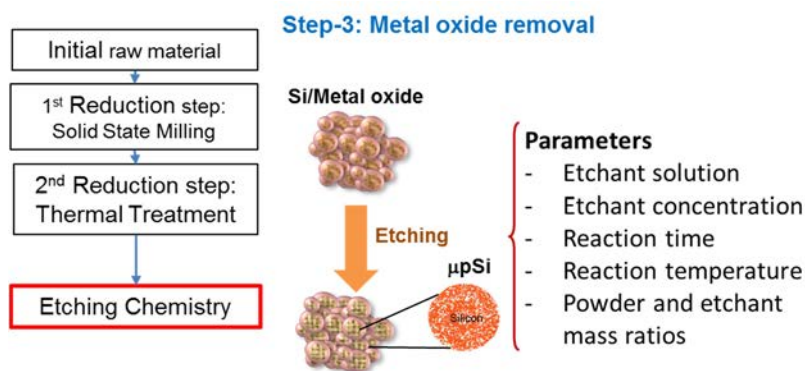 Step-3: Metal oxide removal
Initial raw material
1st Reduction step:
Solid State Milling
2nd Reduction step:
Thermal Treatment
Etching Chemistry
Si/Metal oxide
Etching
µpSi
Silicon
Parameters
- Etchant solution
- Etchant concentration
- Reaction time
- Reaction temperature
- Powder and etchant
mass ratios